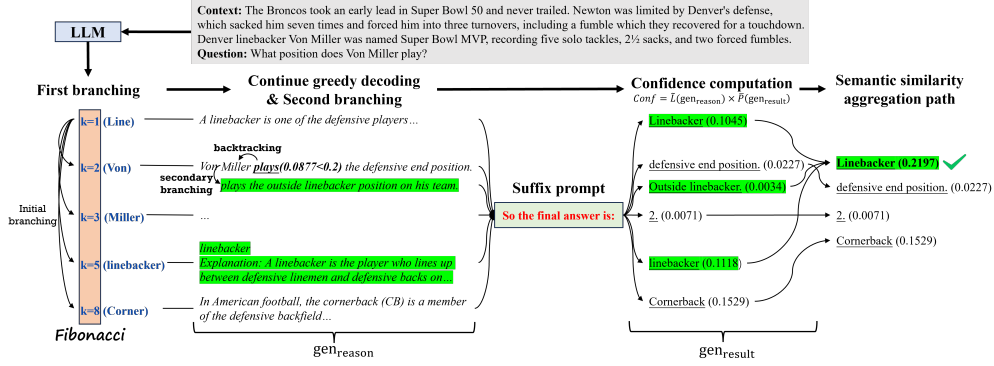 Context: The Broncos took an early lead in Super Bowl 50 and never trailed. Newton was limited by Denver's defense,
which sacked him seven times and forced him into three turnovers, including a fumble which they recovered for a touchdown.
Denver linebacker Von Miller was named Super Bowl MVP, recording five solo tackles, 2½ sacks, and two forced fumbles.
Question: What position does Von Miller play?
LLM
First branching
Continue greedy decoding
& Second branching
Confidence computation
Conf = L̄(gen_reason) × P̄(gen_result)
Semantic similarity
aggregation path
k=1 (Line)
A linebacker is one of the defensive players…
Linebacker (0.1045)
backtracking
k=2 (Von)
Von Miller plays(0.0877<0.2) the defensive end position.
defensive end position. (0.0227)
Linebacker (0.2197)
secondary
branching
plays the outside linebacker position on his team.
Suffix prompt
Outside linebacker. (0.0034)
defensive end position. (0.0227)
Initial
branching
k=3 (Miller)
…
So the final answer is:
2. (0.0071)
2. (0.0071)
linebacker
Cornerback (0.1529)
k=5 (linebacker)
Explanation: A linebacker is the player who lines up
between defensive linemen and defensive backs on…
linebacker (0.1118)
k=8 (Corner)
In American football, the cornerback (CB) is a member
of the defensive backfield…
Cornerback (0.1529)
Fibonacci
gen_reason
gen_result